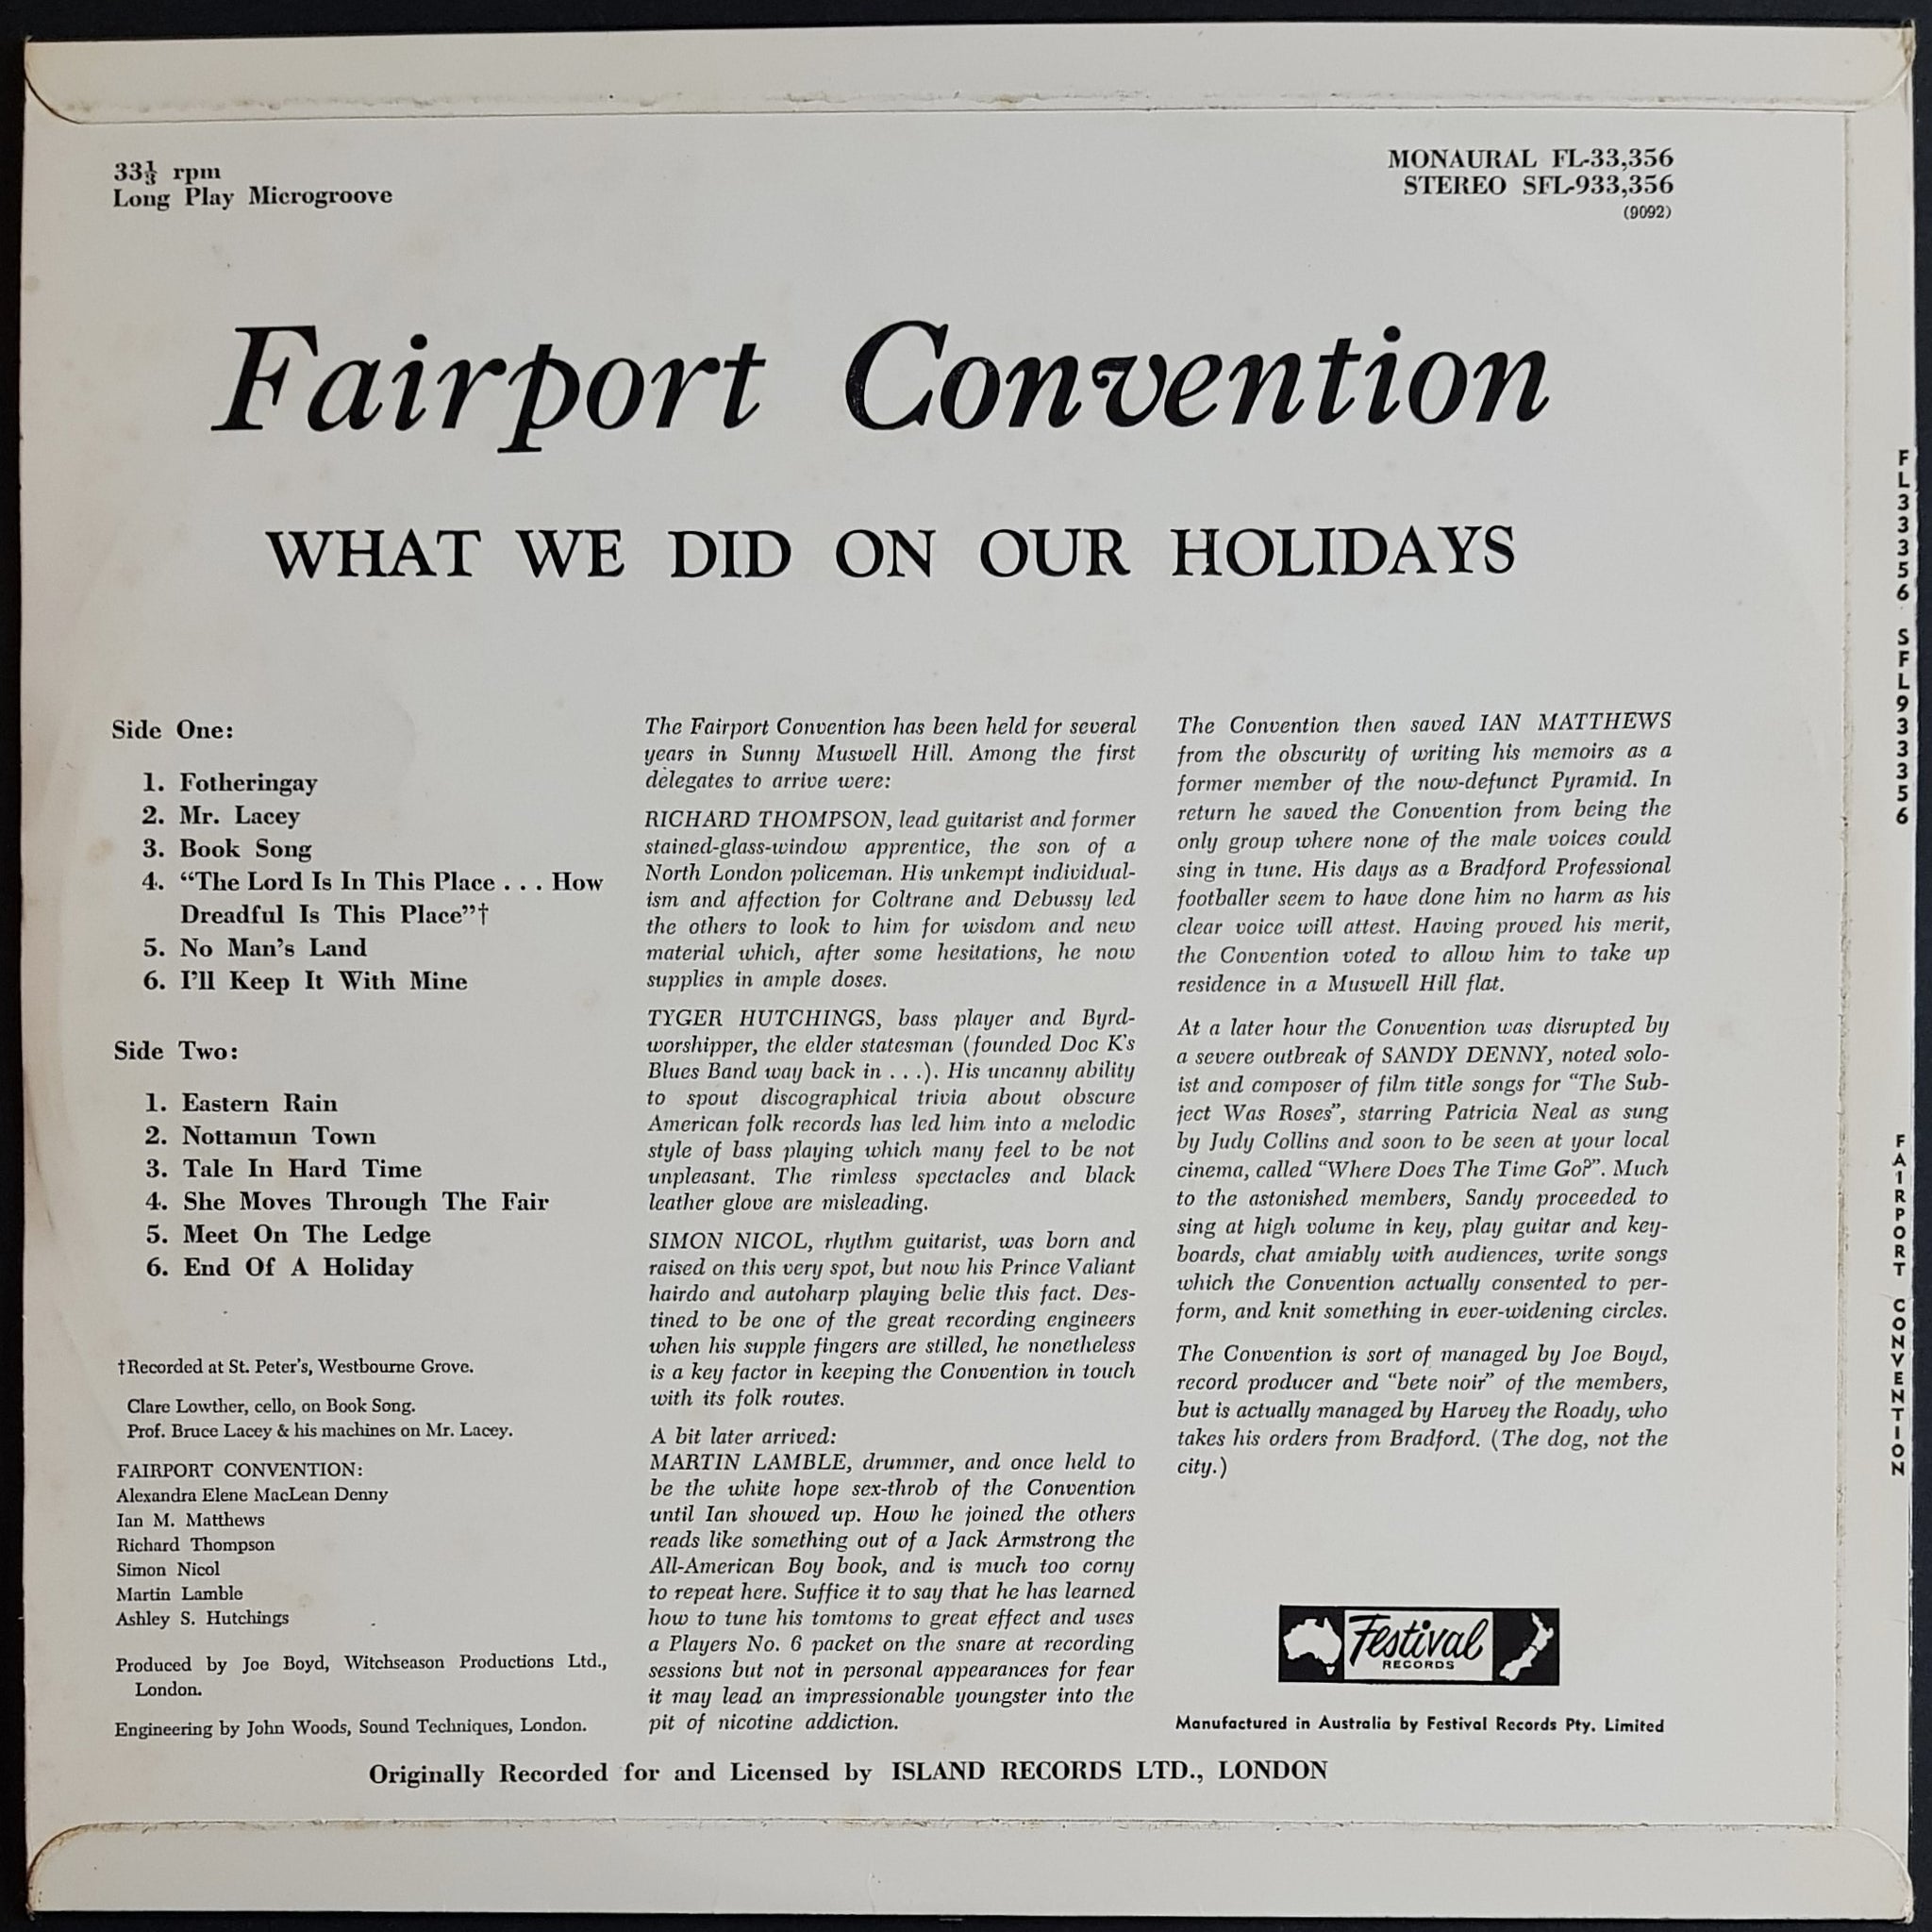 33⅓ rpm
Long Play Microgroove
MONAURAL FL-33,356
STEREO SFL-933,356
(9092)
Fairport Convention
WHAT WE DID ON OUR HOLIDAYS
Side One:
1. Fotheringay
2. Mr. Lacey
3. Book Song
4. “The Lord Is In This Place . . . How
Dreadful Is This Place”†
5. No Man's Land
6. I'll Keep It With Mine
Side Two:
1. Eastern Rain
2. Nottamun Town
3. Tale In Hard Time
4. She Moves Through The Fair
5. Meet On The Ledge
6. End Of A Holiday
†Recorded at St. Peter's, Westbourne Grove.
Clare Lowther, cello, on Book Song.
Prof. Bruce Lacey & his machines on Mr. Lacey.
FAIRPORT CONVENTION:
Alexandra Elene MacLean Denny
Ian M. Matthews
Richard Thompson
Simon Nicol
Martin Lamble
Ashley S. Hutchings
Produced by Joe Boyd, Witchseason Productions Ltd.,
London.
Engineering by John Woods, Sound Techniques, London.
The Fairport Convention has been held for several
years in Sunny Muswell Hill. Among the first
delegates to arrive were:
RICHARD THOMPSON, lead guitarist and former
stained-glass-window apprentice, the son of a
North London policeman. His unkempt individual-
ism and affection for Coltrane and Debussy led
the others to look to him for wisdom and new
material which, after some hesitations, he now
supplies in ample doses.
TYGER HUTCHINGS, bass player and Byrd-
worshipper, the elder statesman (founded Doc K's
Blues Band way back in . . .). His uncanny ability
to spout discographical trivia about obscure
American folk records has led him into a melodic
style of bass playing which many feel to be not
unpleasant. The rimless spectacles and black
leather glove are misleading.
SIMON NICOL, rhythm guitarist, was born and
raised on this very spot, but now his Prince Valiant
hairdo and autoharp playing belie this fact. Des-
tined to be one of the great recording engineers
when his supple fingers are stilled, he nonetheless
is a key factor in keeping the Convention in touch
with its folk routes.
A bit later arrived:
MARTIN LAMBLE, drummer, and once held to
be the white hope sex-throb of the Convention
until Ian showed up. How he joined the others
reads like something out of a Jack Armstrong the
All-American Boy book, and is much too corny
to repeat here. Suffice it to say that he has learned
how to tune his tomtoms to great effect and uses
a Players No. 6 packet on the snare at recording
sessions but not in personal appearances for fear
it may lead an impressionable youngster into the
pit of nicotine addiction.
The Convention then saved IAN MATTHEWS
from the obscurity of writing his memoirs as a
former member of the now-defunct Pyramid. In
return he saved the Convention from being the
only group where none of the male voices could
sing in tune. His days as a Bradford Professional
footballer seem to have done him no harm as his
clear voice will attest. Having proved his merit,
the Convention voted to allow him to take up
residence in a Muswell Hill flat.
At a later hour the Convention was disrupted by
a severe outbreak of SANDY DENNY, noted solo-
ist and composer of film title songs for “The Sub-
ject Was Roses”, starring Patricia Neal as sung
by Judy Collins and soon to be seen at your local
cinema, called “Where Does The Time Go?”. Much
to the astonished members, Sandy proceeded to
sing at high volume in key, play guitar and key-
boards, chat amiably with audiences, write songs
which the Convention actually consented to per-
form, and knit something in ever-widening circles.
The Convention is sort of managed by Joe Boyd,
record producer and “bete noir” of the members,
but is actually managed by Harvey the Roady, who
takes his orders from Bradford. (The dog, not the
city.)
Festival
RECORDS
Manufactured in Australia by Festival Records Pty. Limited
Originally Recorded for and Licensed by ISLAND RECORDS LTD., LONDON
FL33356 SFL933356
FAIRPORT CONVENTION